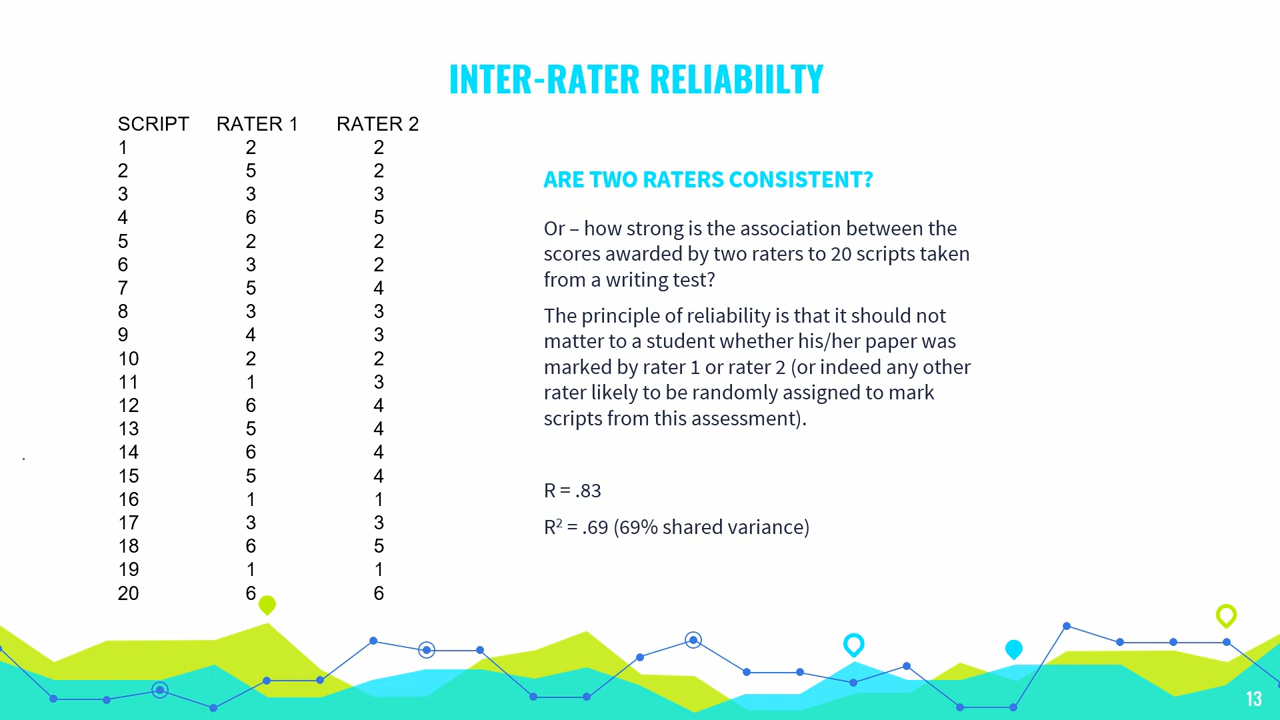 INTER-RATER RELIABIILTY
SCRIPT RATER 1 RATER 2
1 2 2
2 5 2
3 3 3
4 6 5
5 2 2
6 3 2
7 5 4
8 3 3
9 4 3
10 2 2
11 1 3
12 6 4
13 5 4
14 6 4
15 5 4
16 1 1
17 3 3
18 6 5
19 1 1
20 6 6
ARE TWO RATERS CONSISTENT?
Or – how strong is the association between the
scores awarded by two raters to 20 scripts taken
from a writing test?
The principle of reliability is that it should not
matter to a student whether his/her paper was
marked by rater 1 or rater 2 (or indeed any other
rater likely to be randomly assigned to mark
scripts from this assessment).
R = .83
R² = .69 (69% shared variance)
13